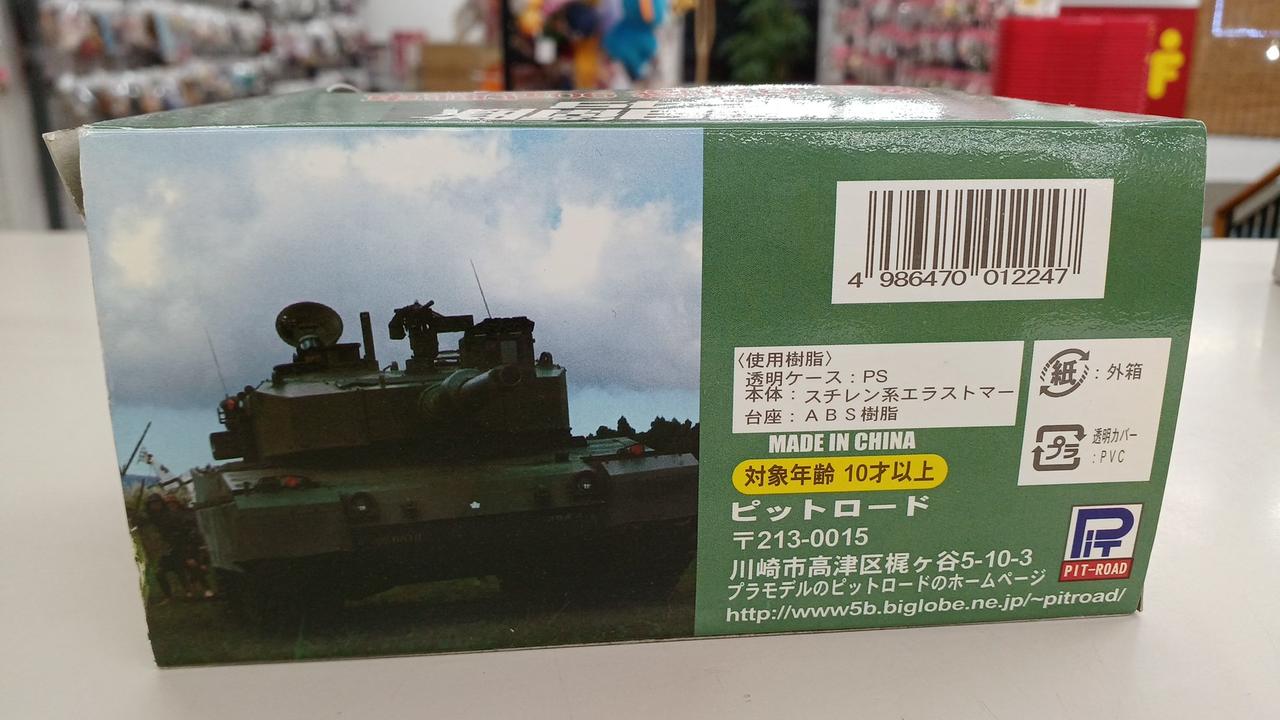 4 986470 012247
〈使用樹脂〉
透明ケース：PS
本体：スチレン系エラストマー
台座：ABS樹脂
紙：外箱
プラ
透明カバー
：PVC
MADE IN CHINA
対象年齢 10才以上
ピットロード
〒213-0015
川崎市高津区梶ヶ谷5-10-3
プラモデルのピットロードのホームページ
http://www5b.biglobe.ne.jp/~pitroad/
PIT
PIT-ROAD